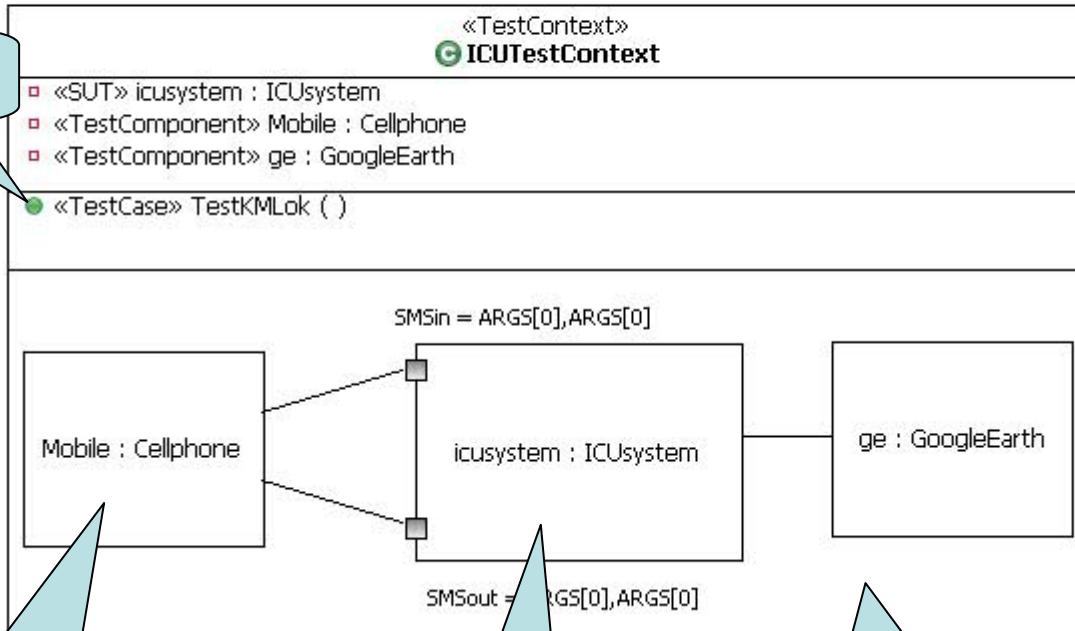 «TestContext»
C ICUTestContext
«SUT» icusystem : ICUsystem
«TestComponent» Mobile : Cellphone
«TestComponent» ge : GoogleEarth
«TestCase» TestKMLok ( )
SMSin = ARGS[0],ARGS[0]
Mobile : Cellphone
icusystem : ICUsystem
ge : GoogleEarth
SMSout = RGS[0],ARGS[0]